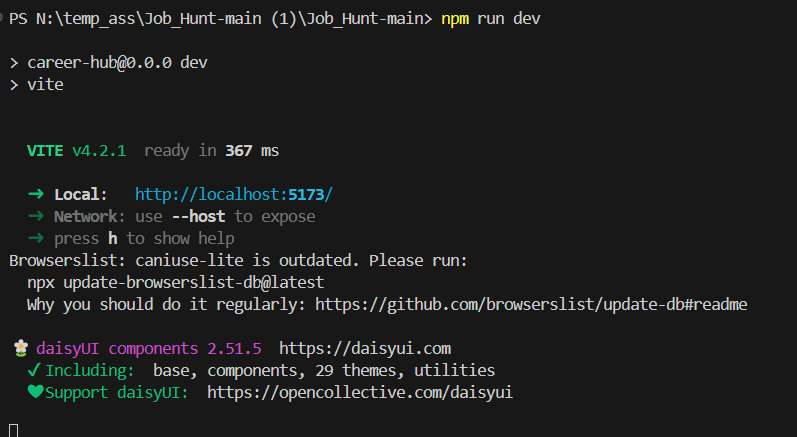 PS N:\temp_ass\Job_Hunt-main (1)\Job_Hunt-main> npm run dev
> career-hub@0.0.0 dev
> vite
VITE v4.2.1 ready in 367 ms
➜ Local: http://localhost:5173/
➜ Network: use --host to expose
➜ press h to show help
Browserslist: caniuse-lite is outdated. Please run:
npx update-browserslist-db@latest
Why you should do it regularly: https://github.com/browserslist/update-db#readme
🌼 daisyUI components 2.51.5 https://daisyui.com
✔︎ Including: base, components, 29 themes, utilities
❤︎ Support daisyUI: https://opencollective.com/daisyui